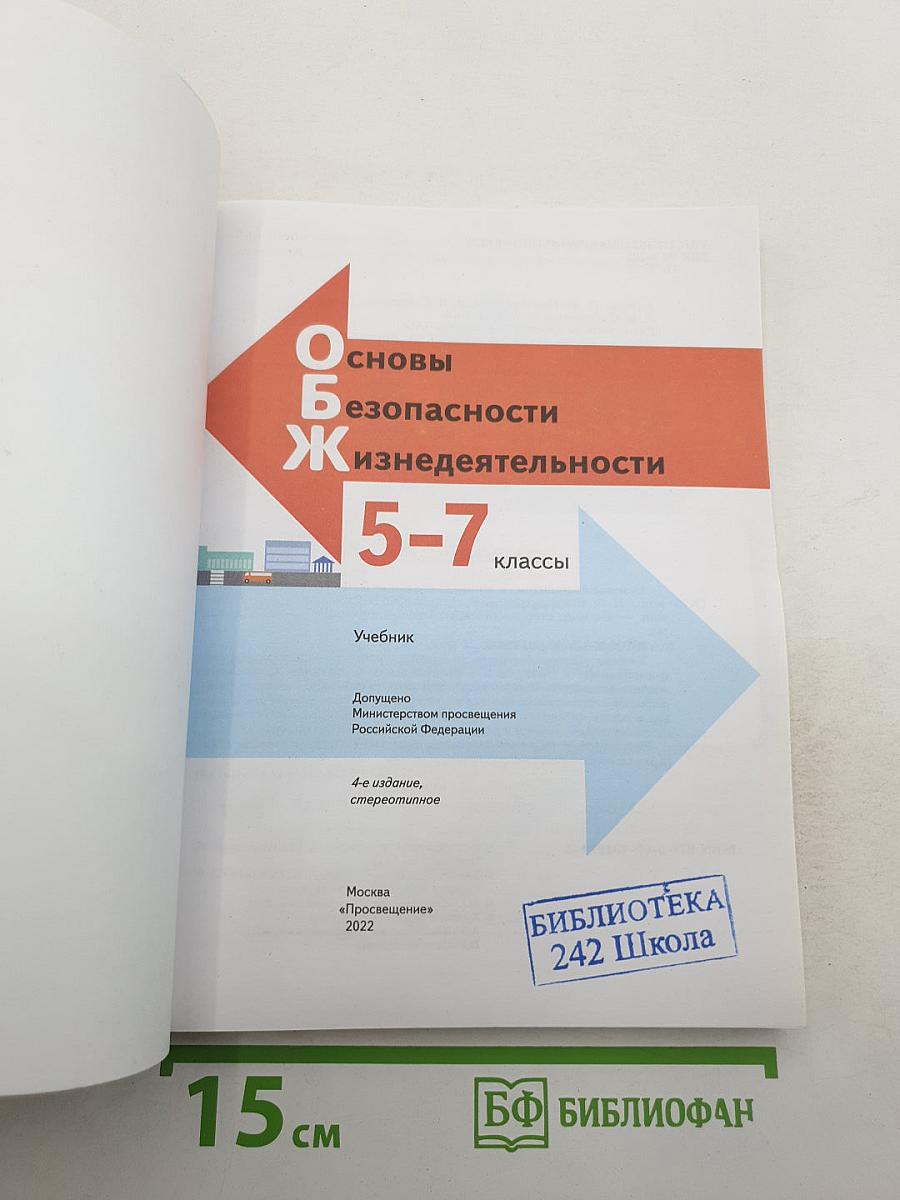 Основы
Безопасности
Жизнедеятельности
5–7 классы
Учебник
Допущено
Министерством просвещения
Российской Федерации
4-е издание,
стереотипное
Москва
«Просвещение»
2022
БИБЛИОТЕКА
242 Школа
15 см
БФ БИБЛИОФАН